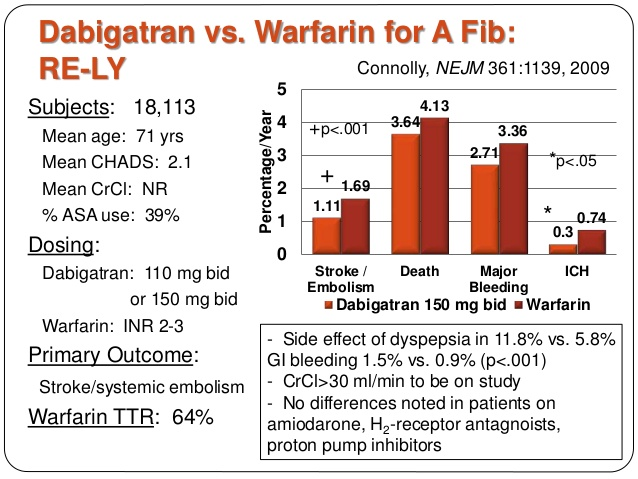 Dabigatran vs. Warfarin for A Fib:
RE-LY
Connolly, NEJM 361:1139, 2009
Subjects: 18,113
Mean age: 71 yrs
Mean CHADS: 2.1
Mean CrCl: NR
% ASA use: 39%
Dosing:
Dabigatran: 110 mg bid
or 150 mg bid
Warfarin: INR 2-3
Primary Outcome:
Stroke/systemic embolism
Warfarin TTR: 64%
Percentage/Year
5
4
3
2
1
0
+p<.001
*p<.05
+
1.11
1.69
3.64
4.13
2.71
3.36
*
0.3
0.74
Stroke /
Embolism
Death
Major
Bleeding
ICH
Dabigatran 150 mg bid
Warfarin
- Side effect of dyspepsia in 11.8% vs. 5.8%
GI bleeding 1.5% vs. 0.9% (p<.001)
- CrCl>30 ml/min to be on study
- No differences noted in patients on
amiodarone, H2-receptor antagnoists,
proton pump inhibitors